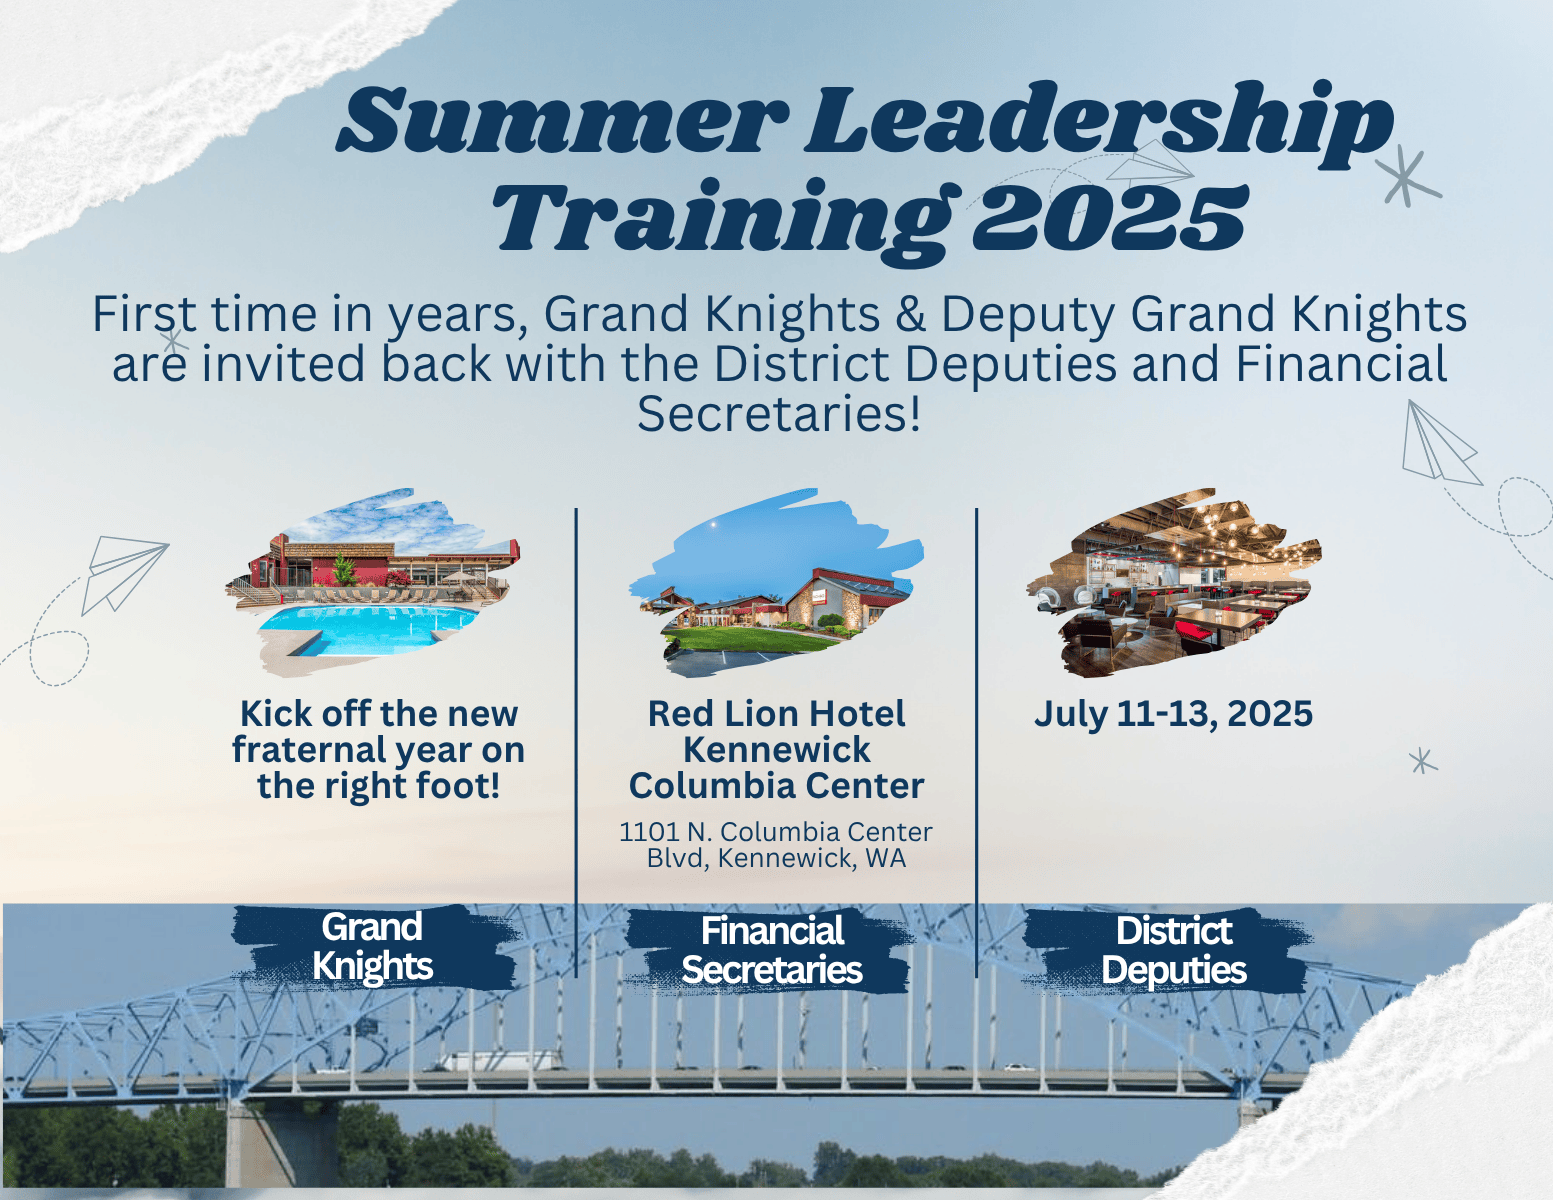 Summer Leadership
Training 2025
First time in years, Grand Knights & Deputy Grand Knights
are invited back with the District Deputies and Financial
Secretaries!
Kick off the new
fraternal year on
the right foot!
Red Lion Hotel
Kennewick
Columbia Center
1101 N. Columbia Center
Blvd, Kennewick, WA
July 11-13, 2025
Grand
Knights
Financial
Secretaries
District
Deputies